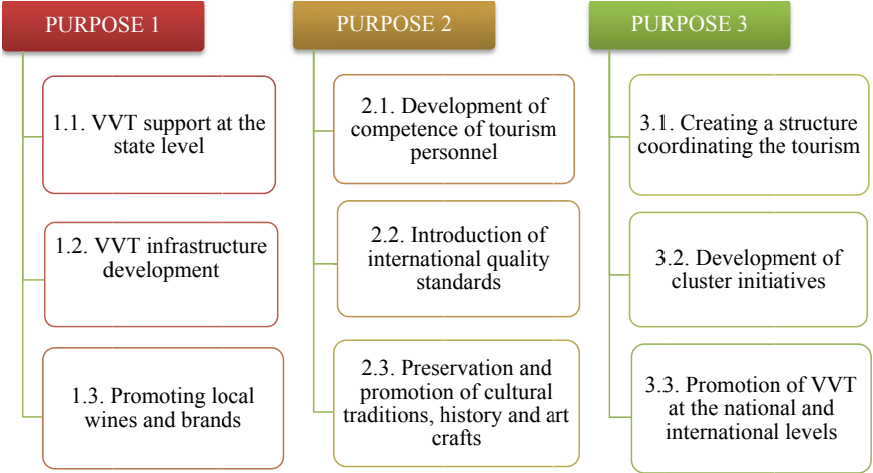 PURPOSE 1
1.1. VVT support at the
state level
1.2. VVT infrastructure
development
1.3. Promoting local
wines and brands
PURPOSE 2
2.1. Development of
competence of tourism
personnel
2.2. Introduction of
international quality
standards
2.3. Preservation and
promotion of cultural
traditions, history and art
crafts
PURPOSE 3
3.1. Creating a structure
coordinating the tourism
3.2. Development of
cluster initiatives
3.3. Promotion of VVT
at the national and
international levels